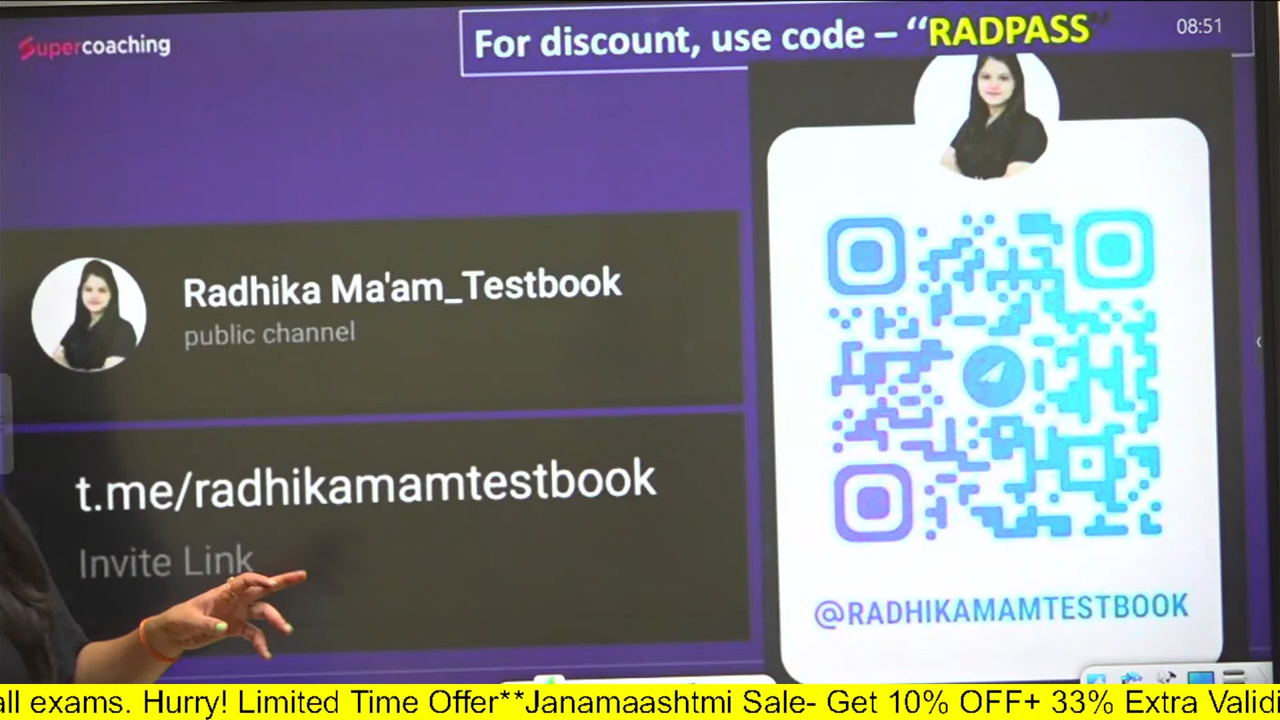 Supercoaching
For discount, use code – “RADPASS”
08:51
Radhika Ma'am_Testbook
public channel
t.me/radhikamamtestbook
Invite Link
@RADHIKAMAMTESTBOOK
all exams. Hurry! Limited Time Offer**Janamaashtmi Sale- Get 10% OFF+ 33% Extra Validi